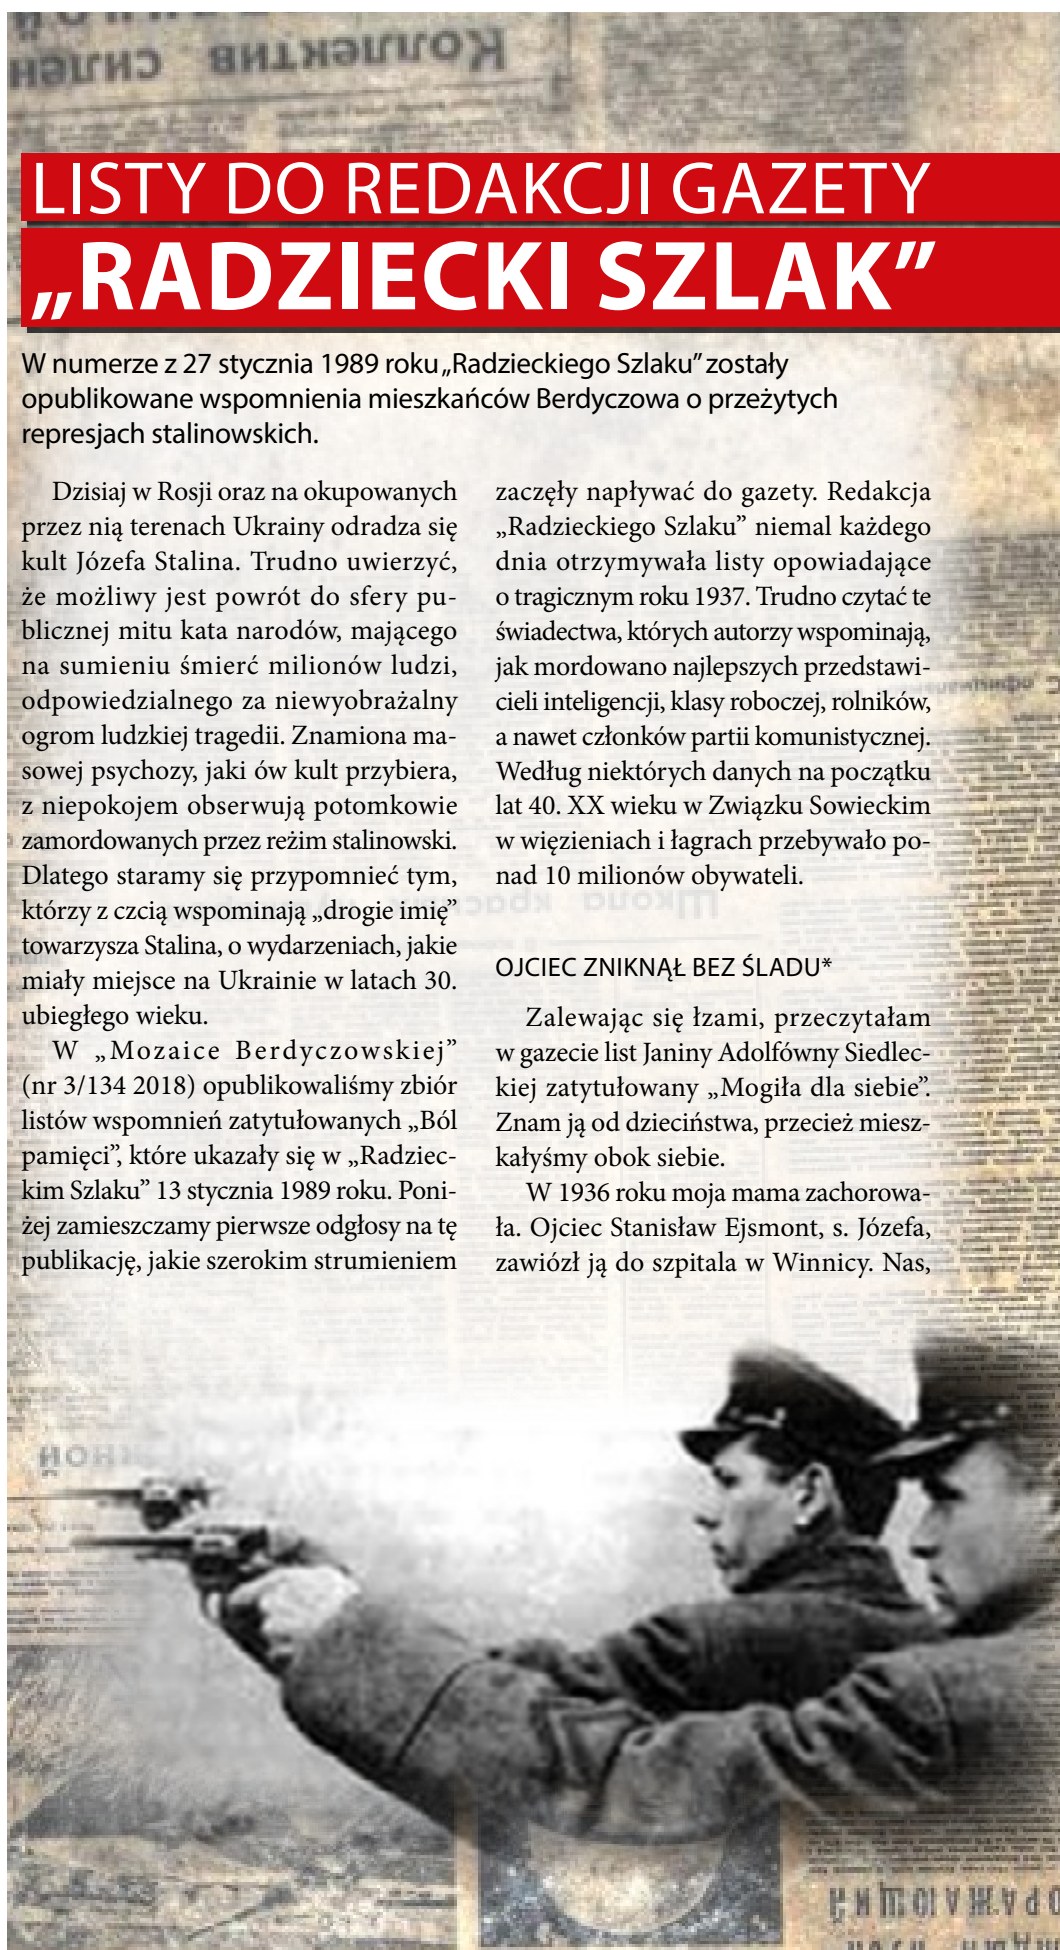 Коллектив силен
LISTY DO REDAKCJI GAZETY
„RADZIECKI SZLAK”
W numerze z 27 stycznia 1989 roku „Radzieckiego Szlaku” zostały
opublikowane wspomnienia mieszkańców Berdyczowa o przeżytych
represjach stalinowskich.
Dzisiaj w Rosji oraz na okupowanych
przez nią terenach Ukrainy odradza się
kult Józefa Stalina. Trudno uwierzyć,
że możliwy jest powrót do sfery pu-
blicznej mitu kata narodów, mającego
na sumieniu śmierć milionów ludzi,
odpowiedzialnego za niewyobrażalny
ogrom ludzkiej tragedii. Znamiona ma-
sowej psychozy, jaki ów kult przybiera,
z niepokojem obserwują potomkowie
zamordowanych przez reżim stalinowski.
Dlatego staramy się przypomnieć tym,
którzy z czcią wspominają „drogie imię”
towarzysza Stalina, o wydarzeniach, jakie
miały miejsce na Ukrainie w latach 30.
ubiegłego wieku.
W „Mozaice Berdyczowskiej”
(nr 3/134 2018) opublikowaliśmy zbiór
listów wspomnień zatytułowanych „Ból
pamięci”, które ukazały się w „Radziec-
kim Szlaku” 13 stycznia 1989 roku. Poni-
żej zamieszczamy pierwsze odgłosy na tę
publikację, jakie szerokim strumieniem
zaczęły napływać do gazety. Redakcja
„Radzieckiego Szlaku” niemal każdego
dnia otrzymywała listy opowiadające
o tragicznym roku 1937. Trudno czytać te
świadectwa, których autorzy wspominają,
jak mordowano najlepszych przedstawi-
cieli inteligencji, klasy roboczej, rolników,
a nawet członków partii komunistycznej.
Według niektórych danych na początku
lat 40. XX wieku w Związku Sowieckim
w więzieniach i łagrach przebywało po-
nad 10 milionów obywateli.
OJCIEC ZNIKNĄŁ BEZ ŚLADU*
Zalewając się łzami, przeczytałam
w gazecie list Janiny Adolfówny Siedlec-
kiej zatytułowany „Mogiła dla siebie”.
Znam ją od dzieciństwa, przecież miesz-
kałyśmy obok siebie.
W 1936 roku moja mama zachorowa-
ła. Ojciec Stanisław Ejsmont, s. Józefa,
zawiózł ją do szpitala w Winnicy. Nas,